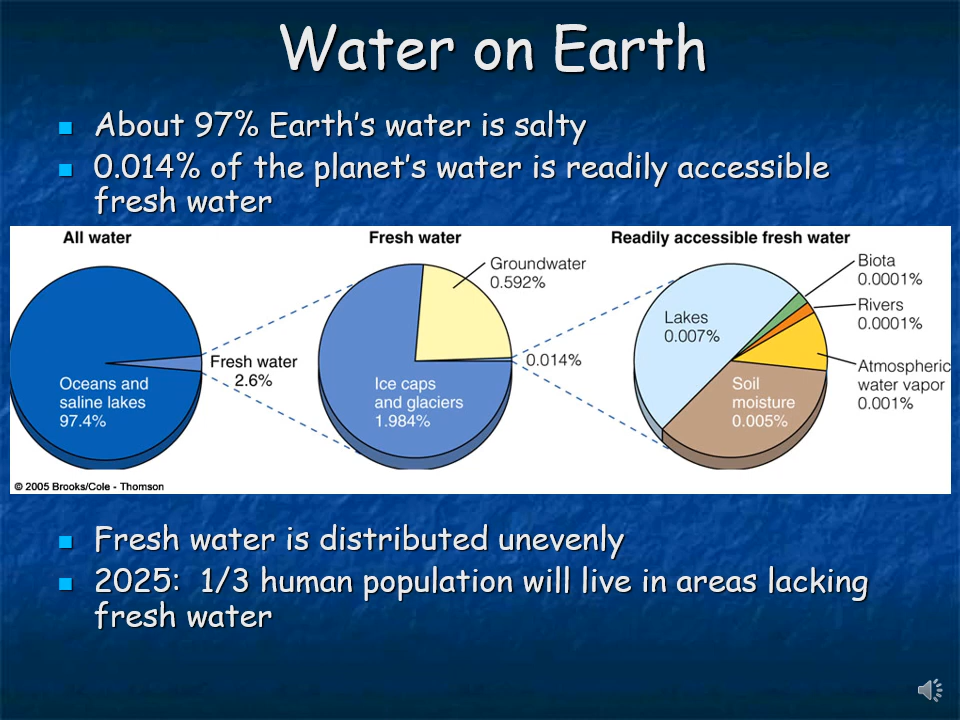 Water on Earth
About 97% Earth's water is salty
0.014% of the planet's water is readily accessible
fresh water
All water
Fresh water
Readily accessible fresh water
Oceans and
saline lakes
97.4%
Fresh water
2.6%
Groundwater
0.592%
0.014%
Ice caps
and glaciers
1.984%
Lakes
0.007%
Biota
0.0001%
Rivers
0.0001%
Atmospheric
water vapor
0.001%
Soil
moisture
0.005%
© 2005 Brooks/Cole - Thomson
Fresh water is distributed unevenly
2025: 1/3 human population will live in areas lacking
fresh water